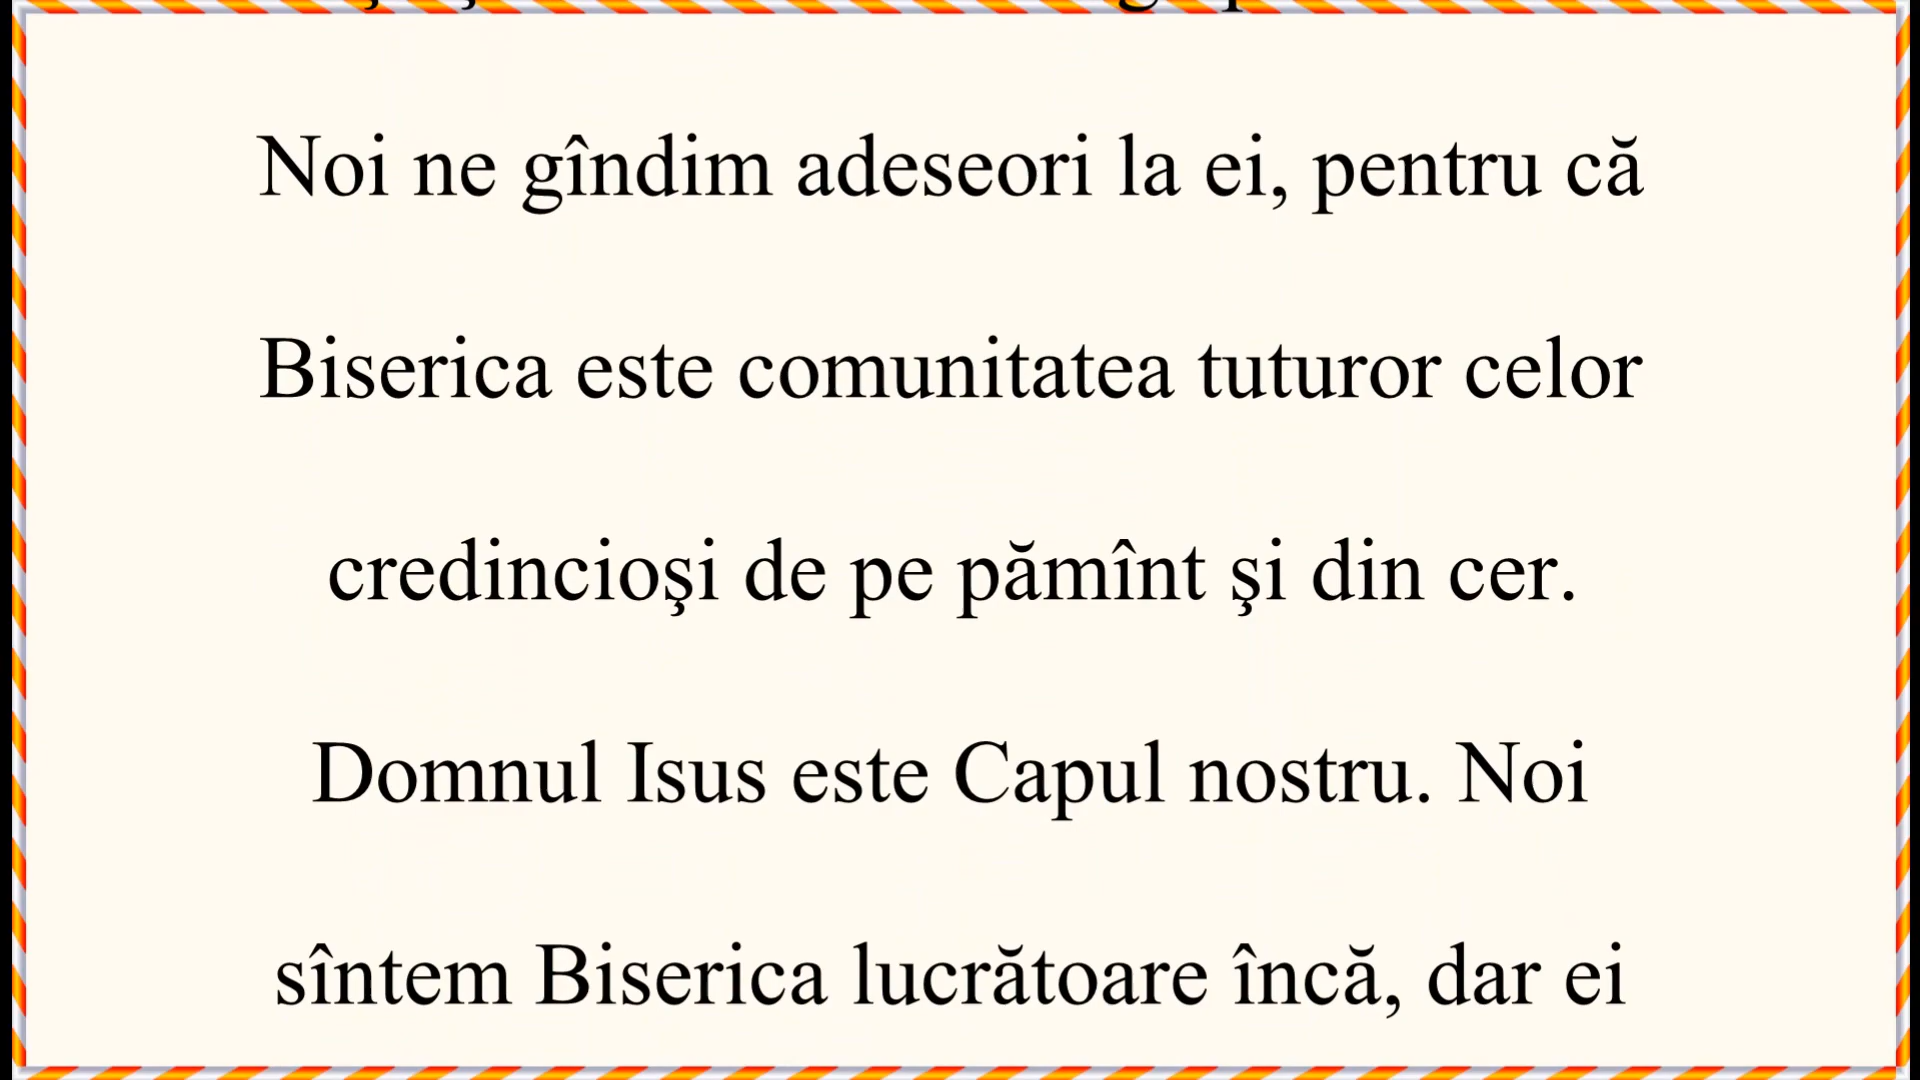 Noi ne gîndim adeseori la ei, pentru că
Biserica este comunitatea tuturor celor
credincioşi de pe pămînt şi din cer.
Domnul Isus este Capul nostru. Noi
sîntem Biserica lucrătoare încă, dar ei